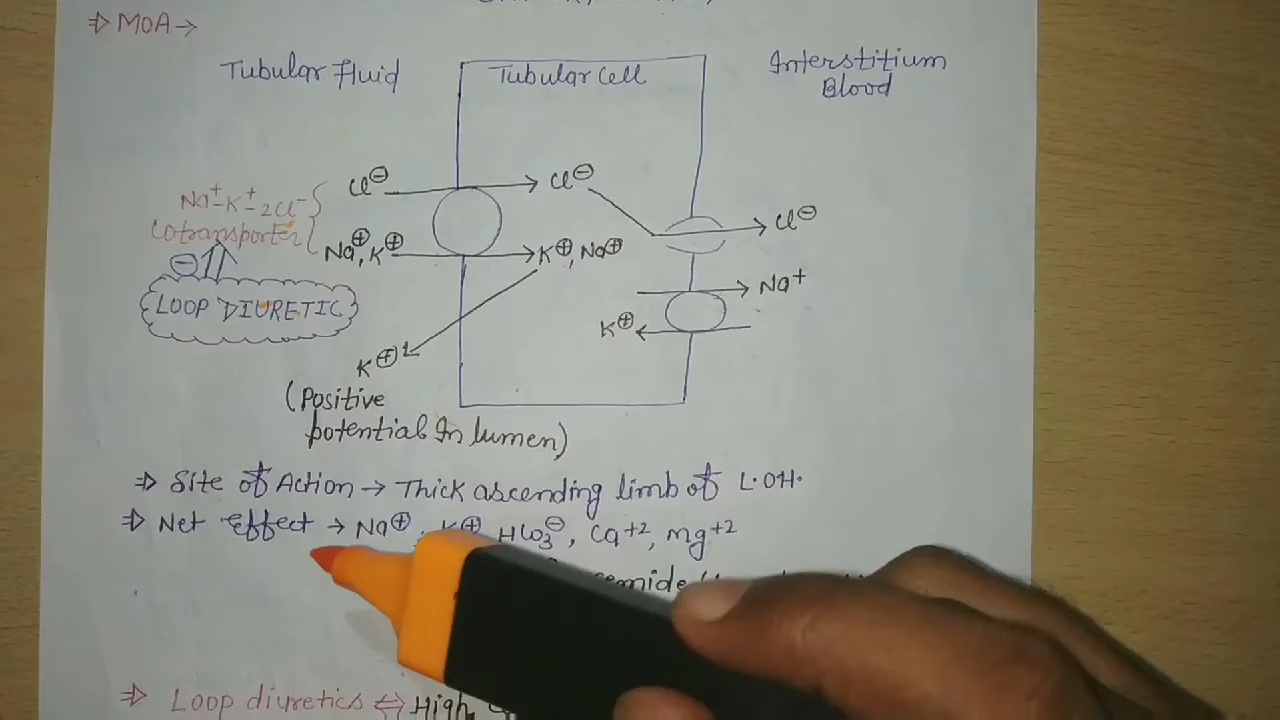 ⇒ MOA →
Tubular Fluid
Tubular Cell
Interstitium
Blood
Cl⊖
Cl⊖
Cl⊖
Na+-K+-2Cl-
Cotransporter
Na⊕, K⊕
K⊕, Na⊕
⊖
LOOP DIURETIC
Na+
K⊕
K⊕
(Positive
potential In lumen)
⇒ Site of Action → Thick ascending limb of L.OH.
⇒ Net effect → Na⊕, K⊕, HCO3⊖, Ca+2, Mg+2
⇒ Loop diuretics ⇔ High